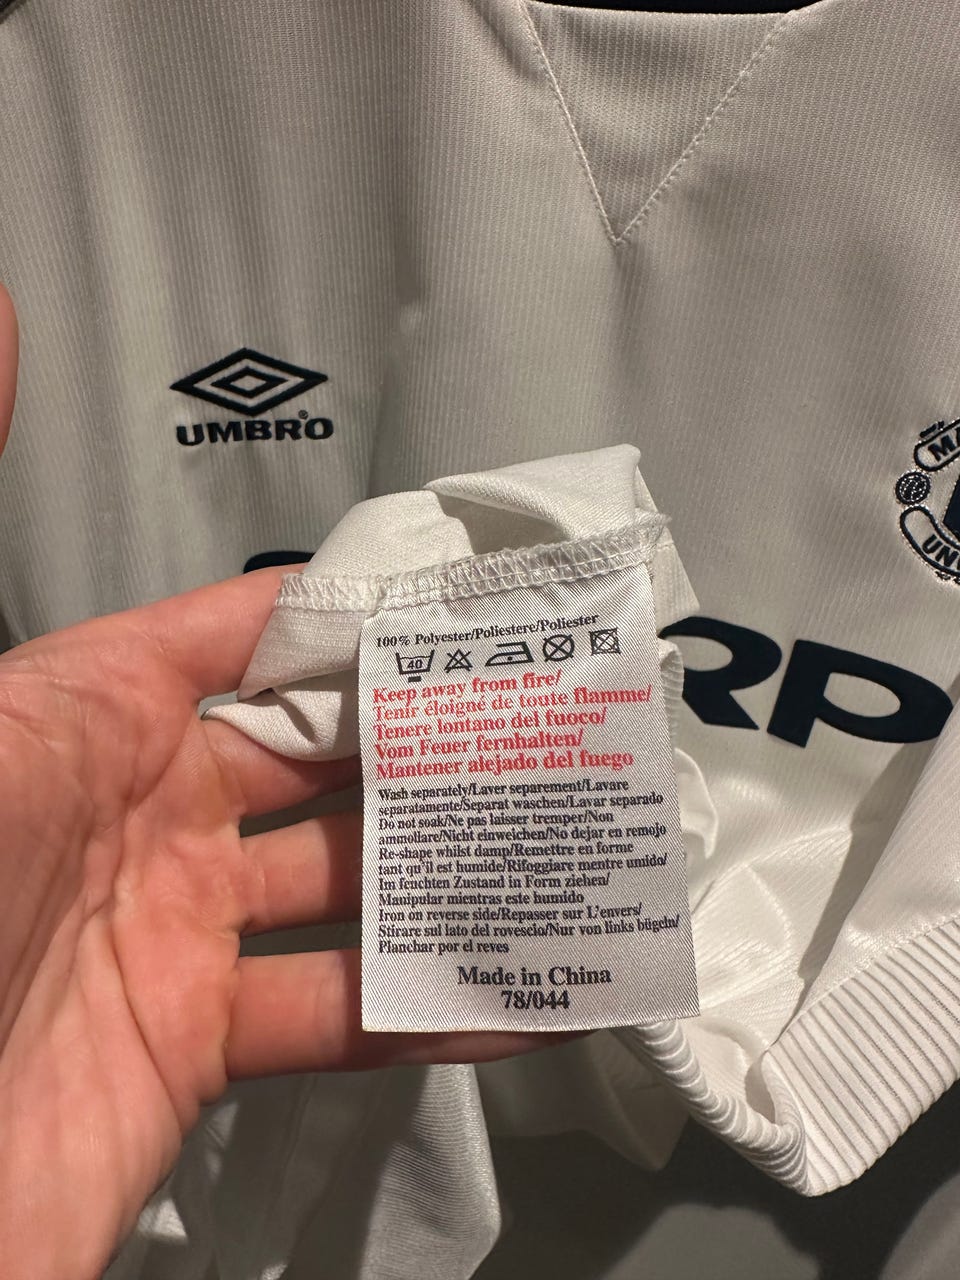 UMBRO®
MA
UN
RP
100% Polyester/Poliestere/Poliester
40
Keep away from fire/
Tenir éloigné de toute flamme/
Tenere lontano del fuoco/
Vom Feuer fernhalten/
Mantener alejado del fuego
Wash separately/Laver separement/Lavare
separatamente/Separat waschen/Lavar separado
Do not soak/Ne pas laisser tremper/Non
ammollare/Nicht einweichen/No dejar en remojo
Re-shape whilst damp/Remettre en forme
tant qu'il est humide/Rifoggiare mentre umido/
Im feuchten Zustand in Form ziehen/
Manipular mientras este humido
Iron on reverse side/Repasser sur L'envers/
Stirare sul lato del rovescio/Nur von links bügeln/
Planchar por el reves
Made in China
78/044